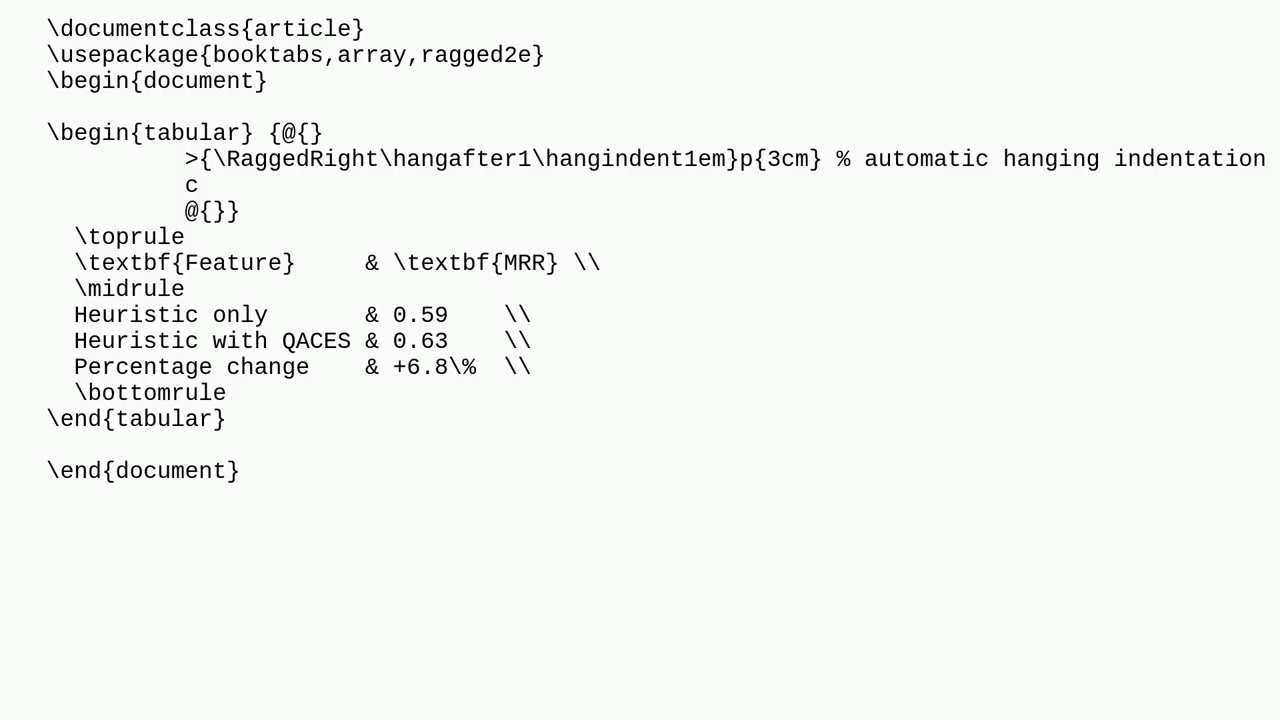 \documentclass{article}
\usepackage{booktabs,array,ragged2e}
\begin{document}

\begin{tabular} {@{}
          >{\RaggedRight\hangafter1\hangindent1em}p{3cm} % automatic hanging indentation
          c
          @{}}
  \toprule
  \textbf{Feature}     & \textbf{MRR} \\
  \midrule
  Heuristic only       & 0.59    \\
  Heuristic with QACES & 0.63    \\
  Percentage change    & +6.8\%  \\
  \bottomrule
\end{tabular}

\end{document}